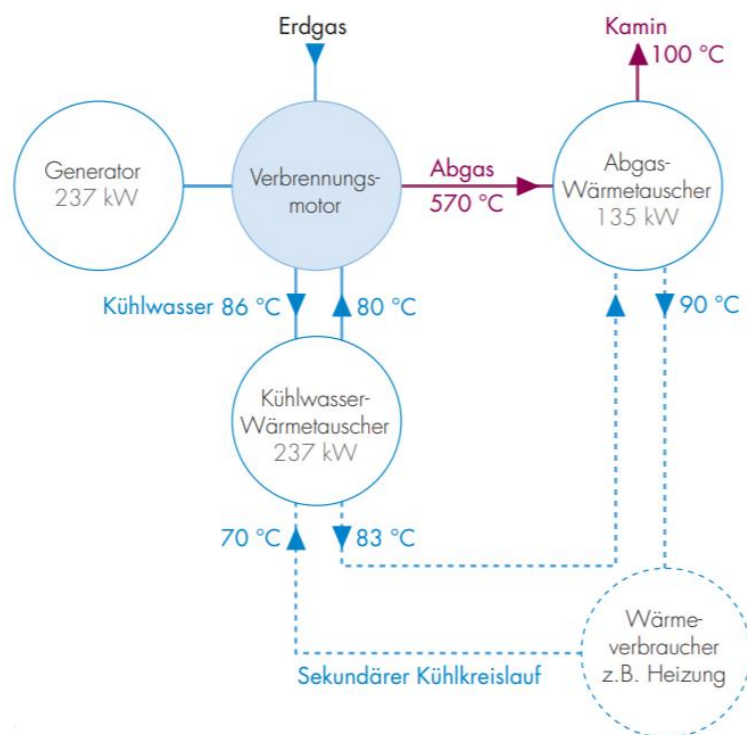 Erdgas
Kamin
100 °C
Generator
237 kW
Verbrennungs-
motor
Abgas
570 °C
Abgas-
Wärmetauscher
135 kW
Kühlwasser 86 °C
80 °C
90 °C
Kühlwasser-
Wärmetauscher
237 kW
70 °C
83 °C
Wärme-
verbraucher
z.B. Heizung
Sekundärer Kühlkreislauf